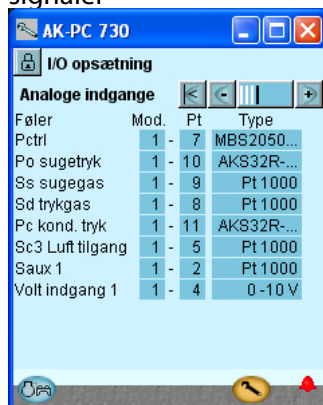 signaler
AK-PC 730
I/O opsætning
Analoge indgange
Føler Mod. Pt Type
Pctrl 1 - 7 MBS2050...
Po sugetryk 1 - 10 AKS32R-...
Ss sugegas 1 - 9 Pt 1000
Sd trykgas 1 - 8 Pt 1000
Pc kond. tryk 1 - 11 AKS32R-...
Sc3 Luft tilgang 1 - 5 Pt 1000
Saux 1 1 - 2 Pt 1000
Volt indgang 1 1 - 4 0 -10 V